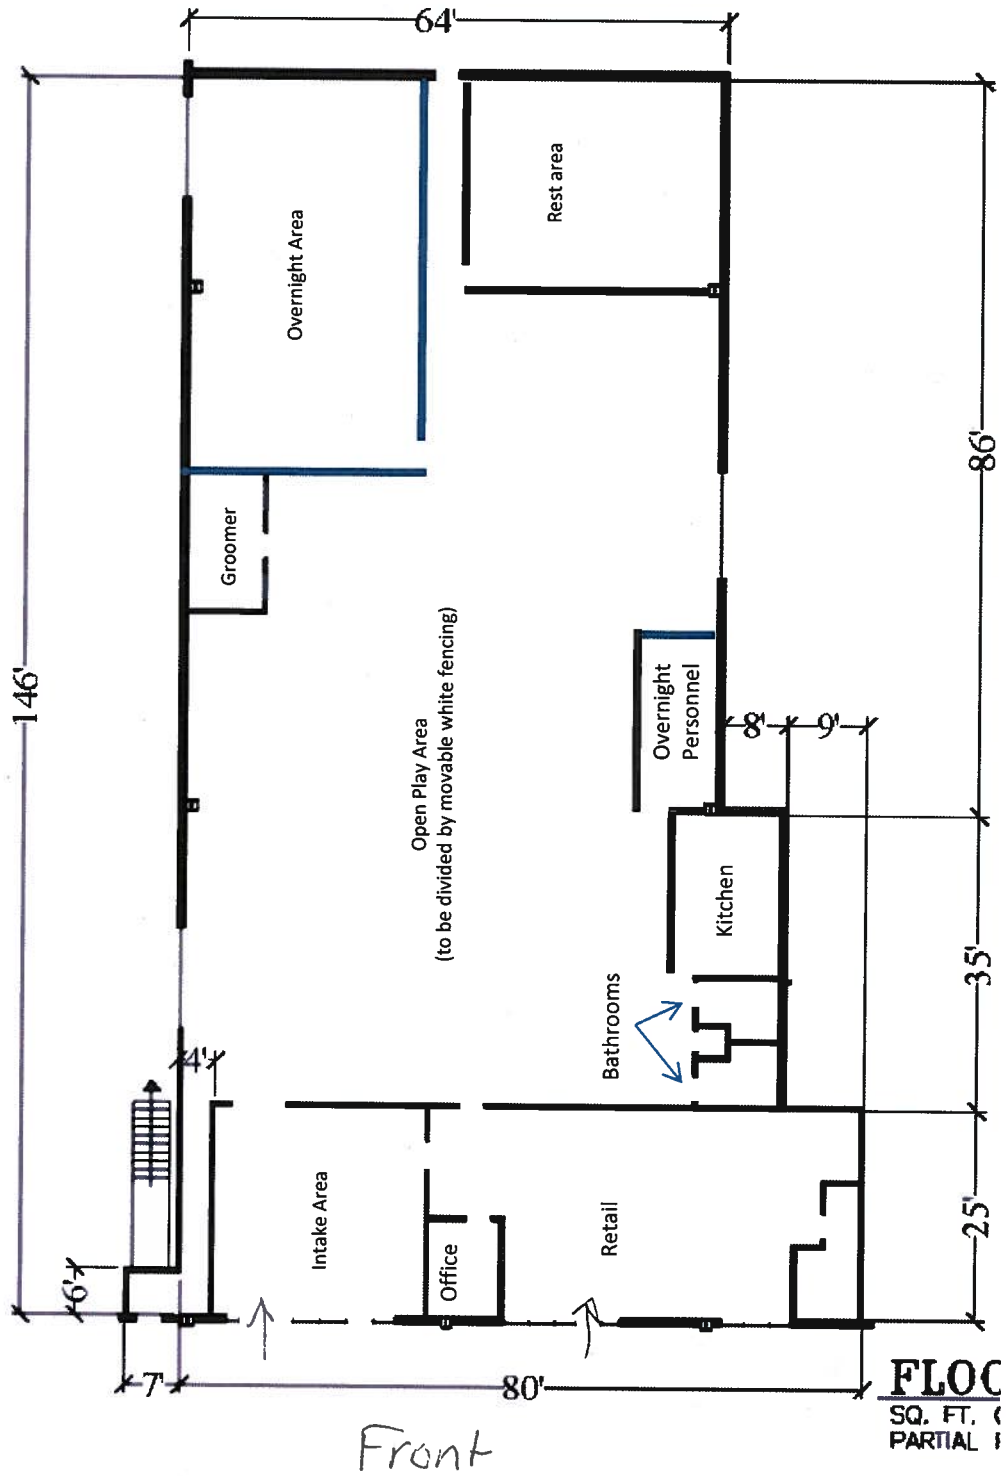 64'
146'
Rest area
Overnight Area
86'
Groomer
Open Play Area
(to be divided by movable white fencing)
Overnight
Personnel
8'
9'
Kitchen
Bathrooms
35'
4'
Intake Area
Office
Retail
25'
6'
7'
80'
FLOO
SQ. FT.
PARTIAL
Front